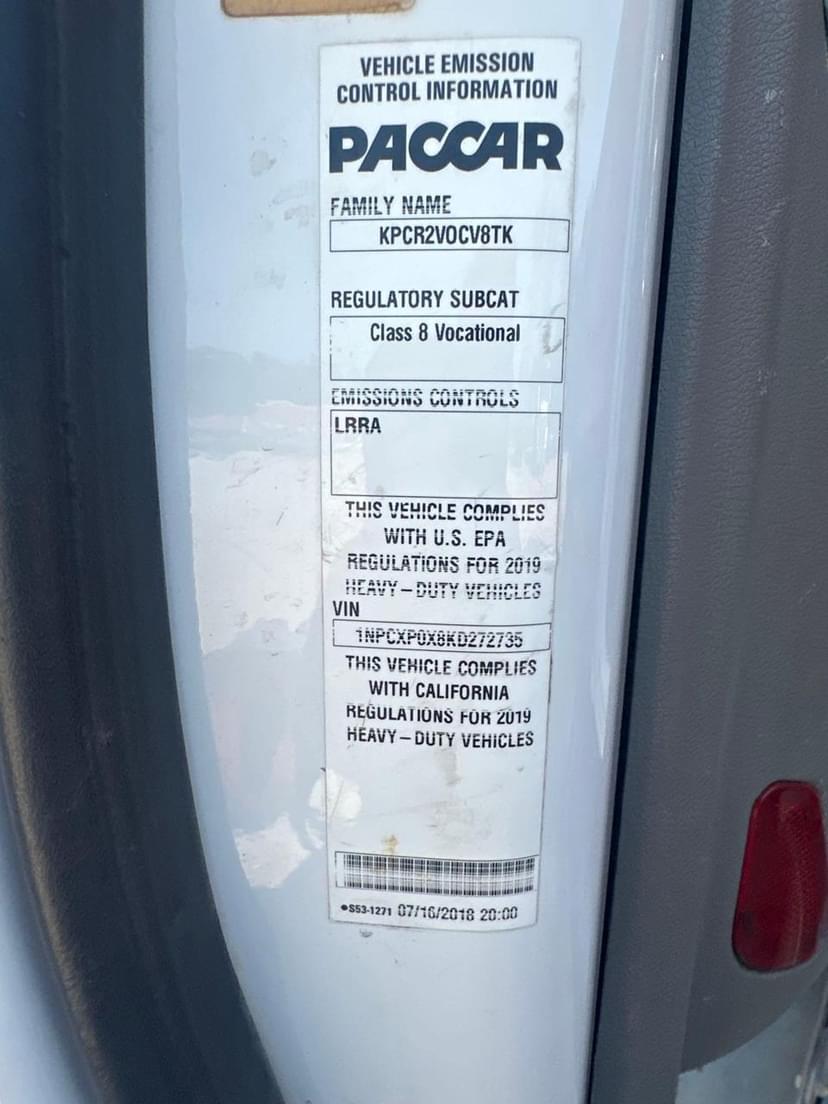 VEHICLE EMISSION
CONTROL INFORMATION
PACCAR
FAMILY NAME
KPCR2VOCV8TK
REGULATORY SUBCAT
Class 8 Vocational
EMISSIONS CONTROLS
LRRA
THIS VEHICLE COMPLIES
WITH U.S. EPA
REGULATIONS FOR 2019
HEAVY-DUTY VEHICLES
VIN
1NPCXP0X8KD272735
THIS VEHICLE COMPLIES
WITH CALIFORNIA
REGULATIONS FOR 2019
HEAVY-DUTY VEHICLES
•S53-1271 07/16/2018 20:00